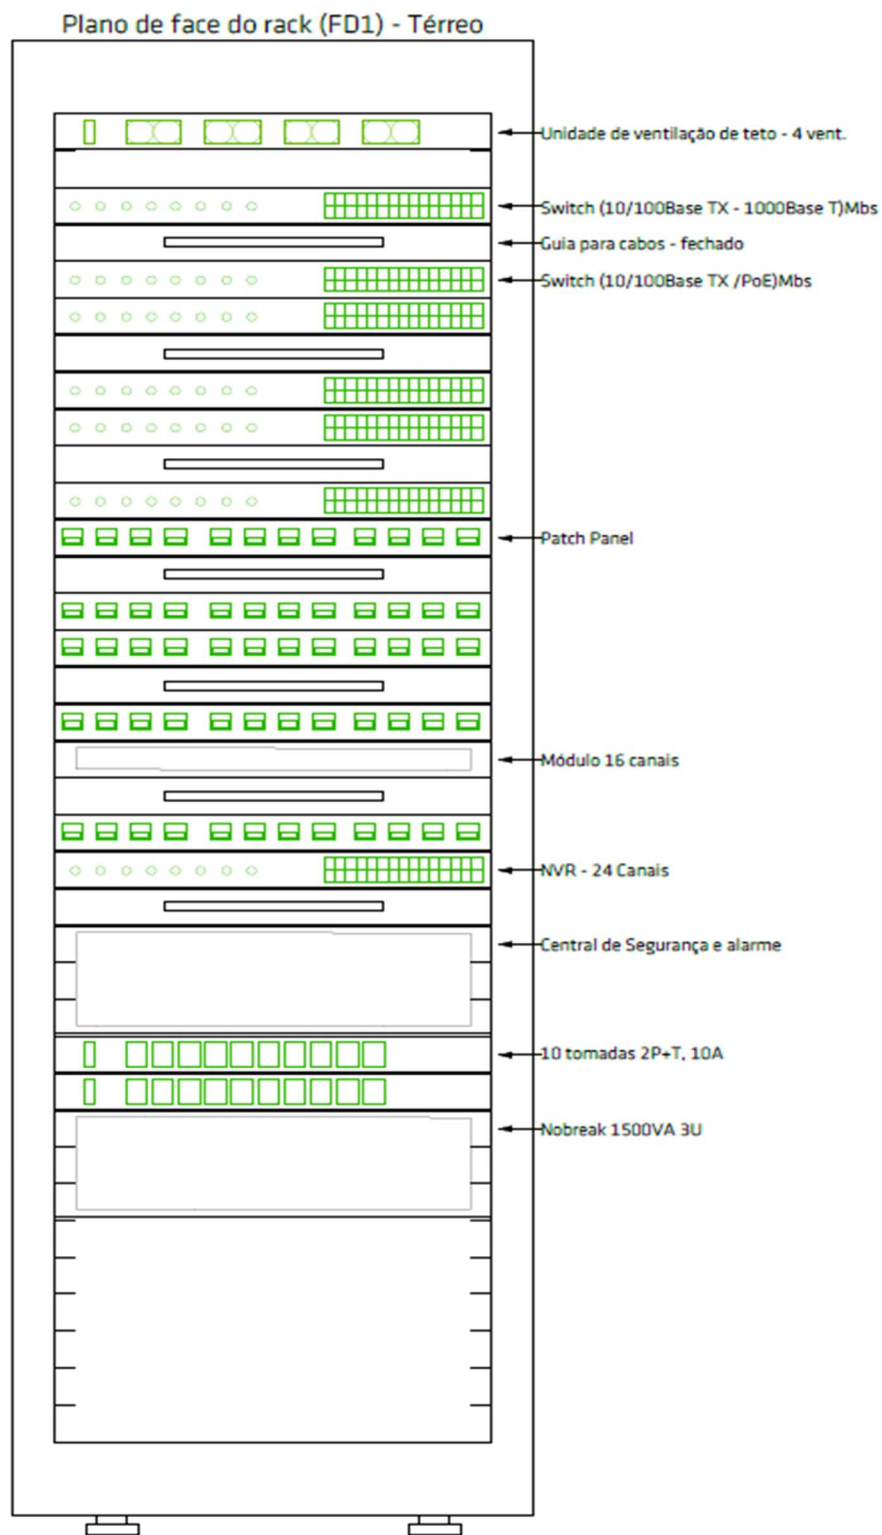 Plano de face do rack (FD1) - Térreo
Unidade de ventilação de teto - 4 vent.
Switch (10/100Base TX - 1000Base T)Mbs
Guia para cabos - fechado
Switch (10/100Base TX /PoE)Mbs
Patch Panel
Módulo 16 canais
NVR - 24 Canais
Central de Segurança e alarme
10 tomadas 2P+T, 10A
Nobreak 1500VA 3U